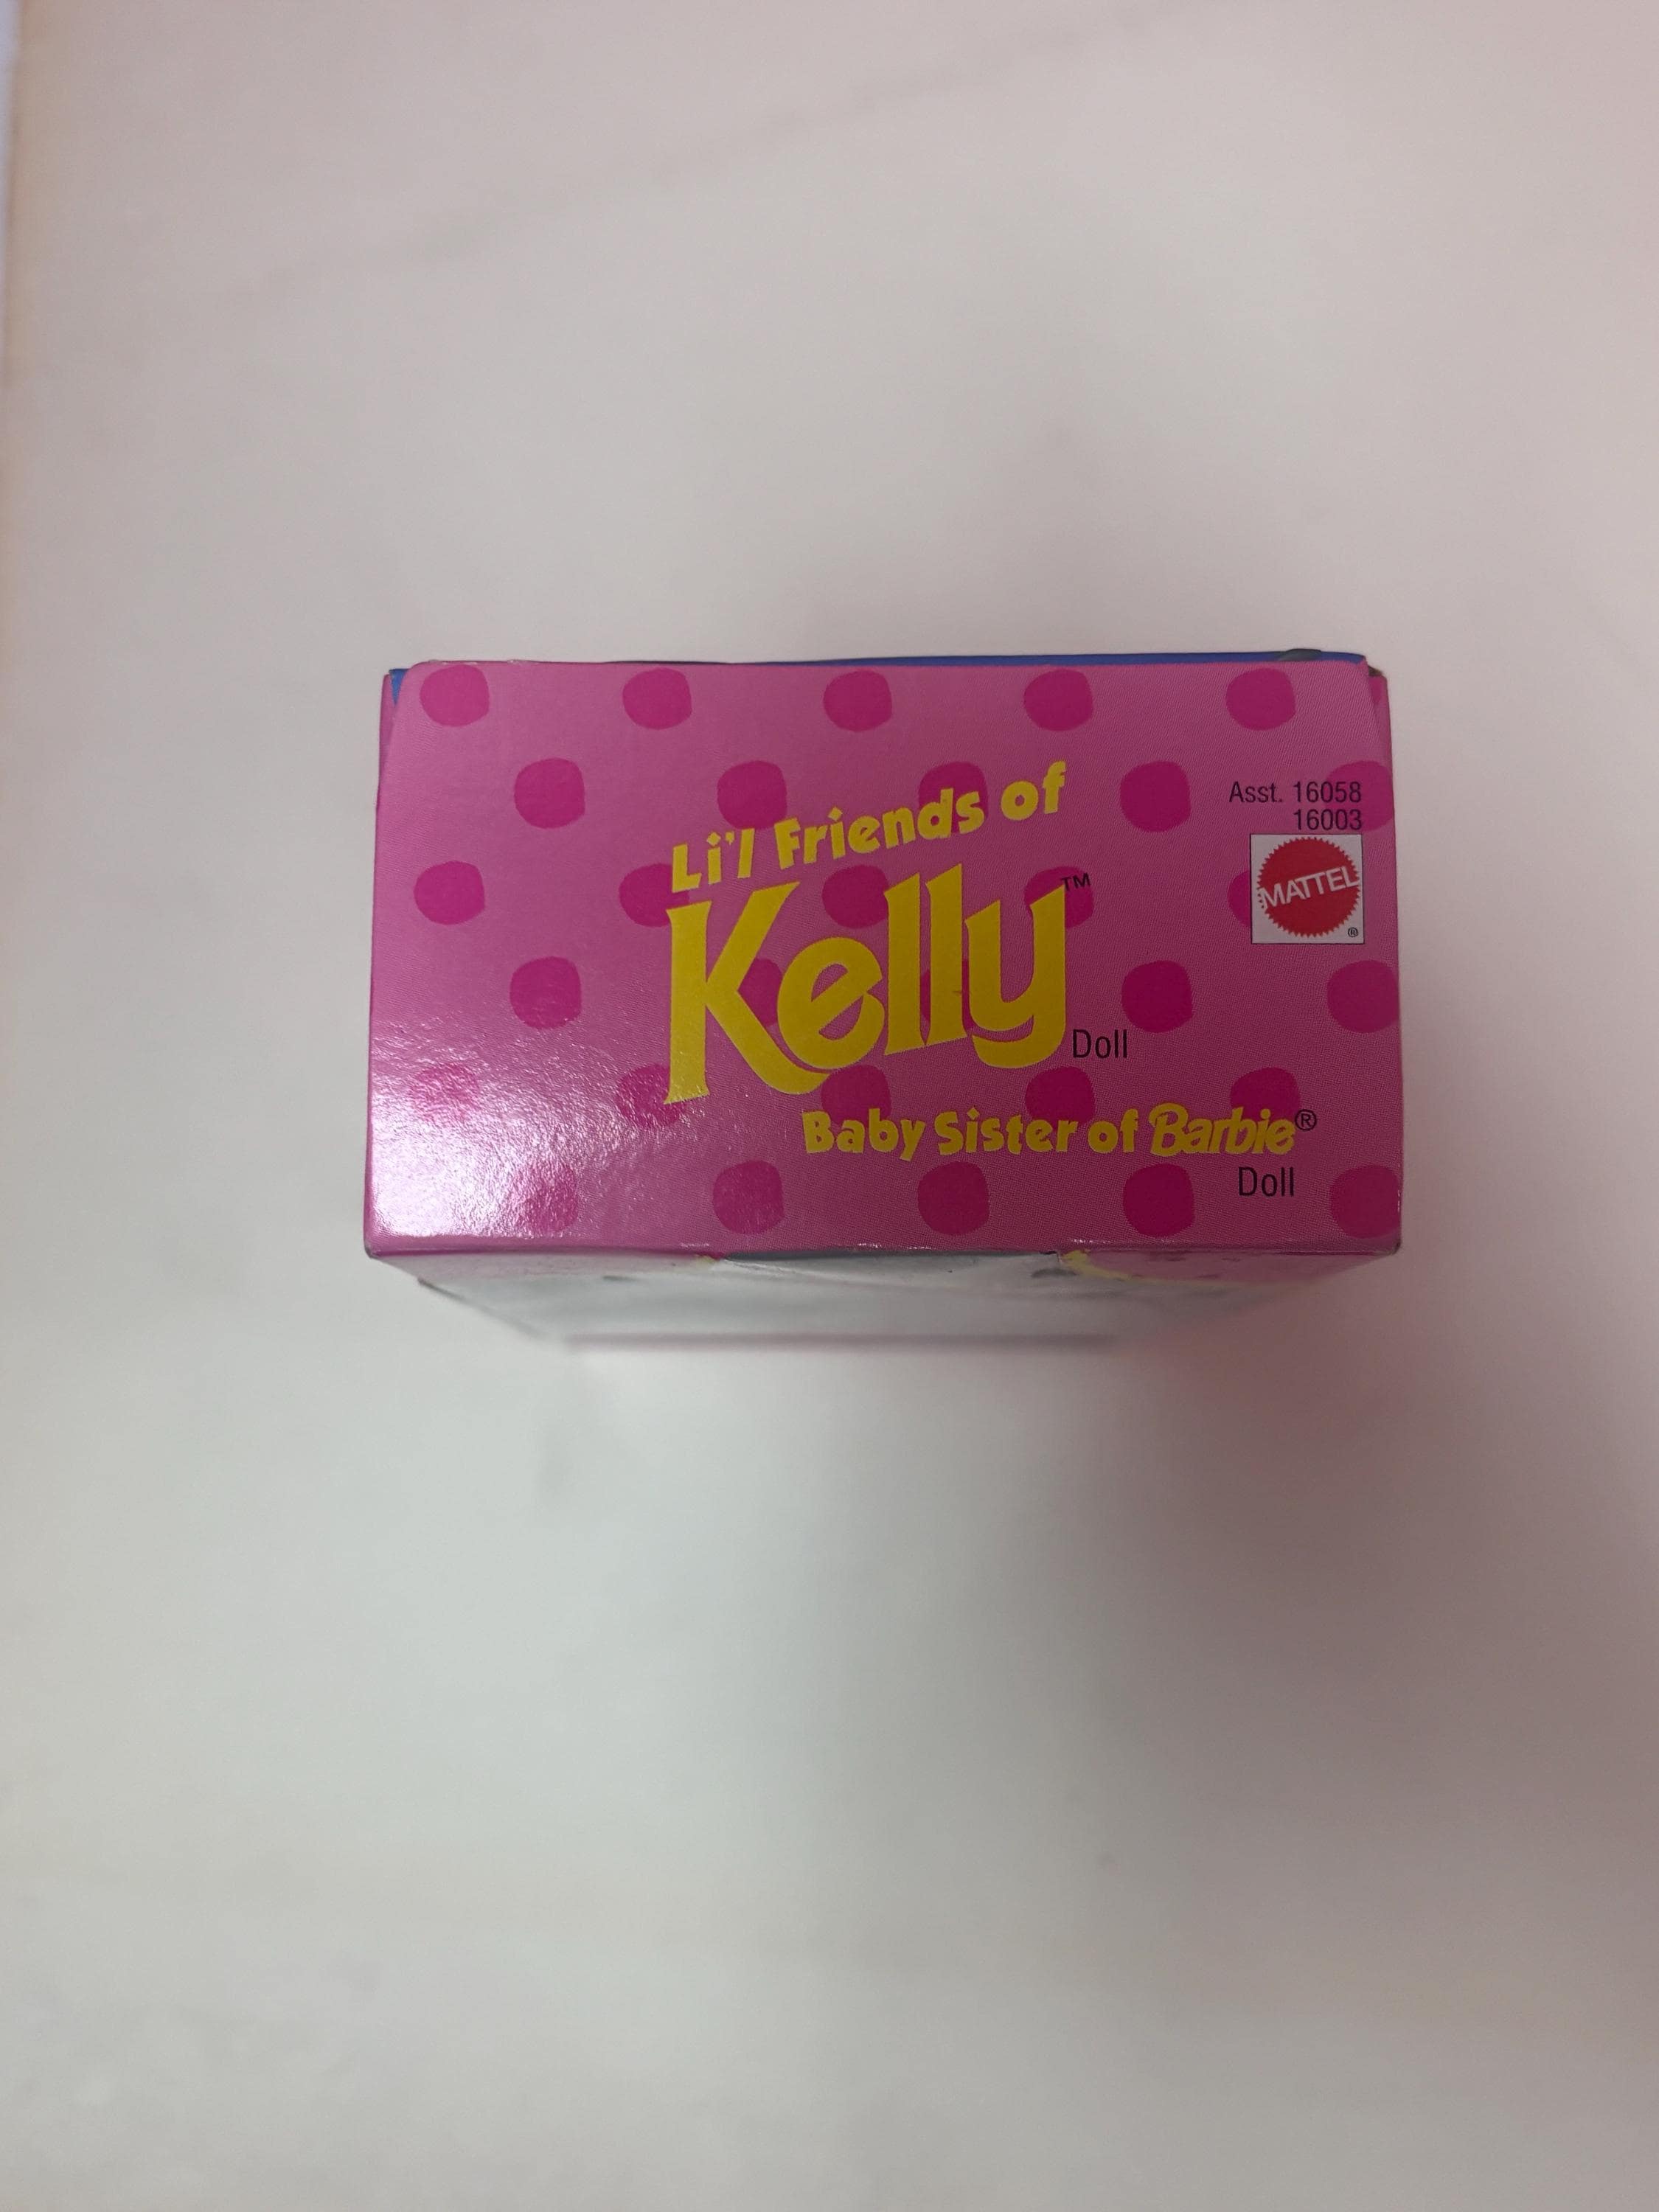 Li'l Friends of
Kelly™ Doll
Baby Sister of Barbie®
Doll
Asst. 16058
16003
MATTEL
®